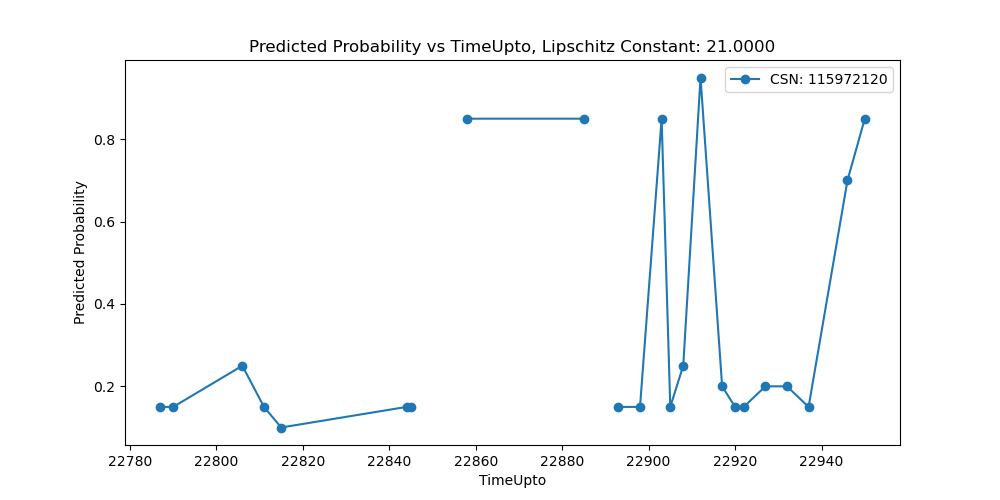 Predicted Probability vs TimeUpto, Lipschitz Constant: 21.0000
CSN: 115972120
Predicted Probability
0.8
0.6
0.4
0.2
22780 22800 22820 22840 22860 22880 22900 22920 22940
TimeUpto